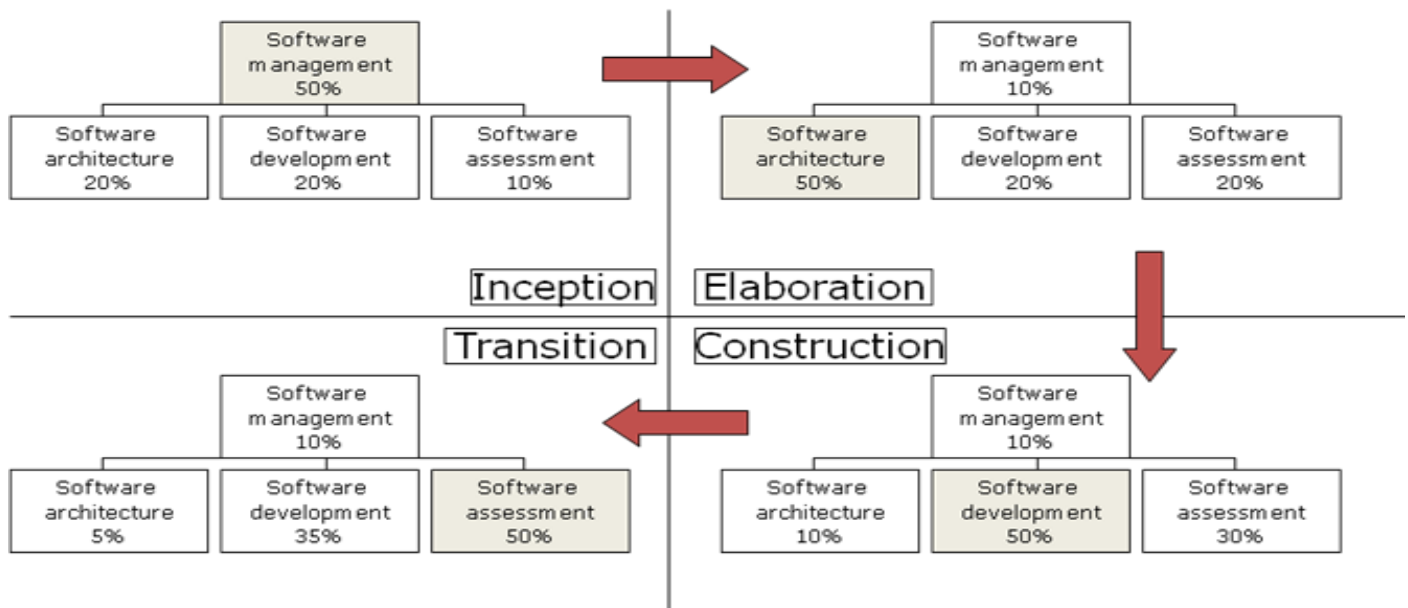 Software
management
50%
Software
architecture
20%
Software
development
20%
Software
assessment
10%
Inception
Software
management
10%
Software
architecture
50%
Software
development
20%
Software
assessment
20%
Elaboration
Transition
Software
management
10%
Software
architecture
5%
Software
development
35%
Software
assessment
50%
Construction
Software
management
10%
Software
architecture
10%
Software
development
50%
Software
assessment
30%